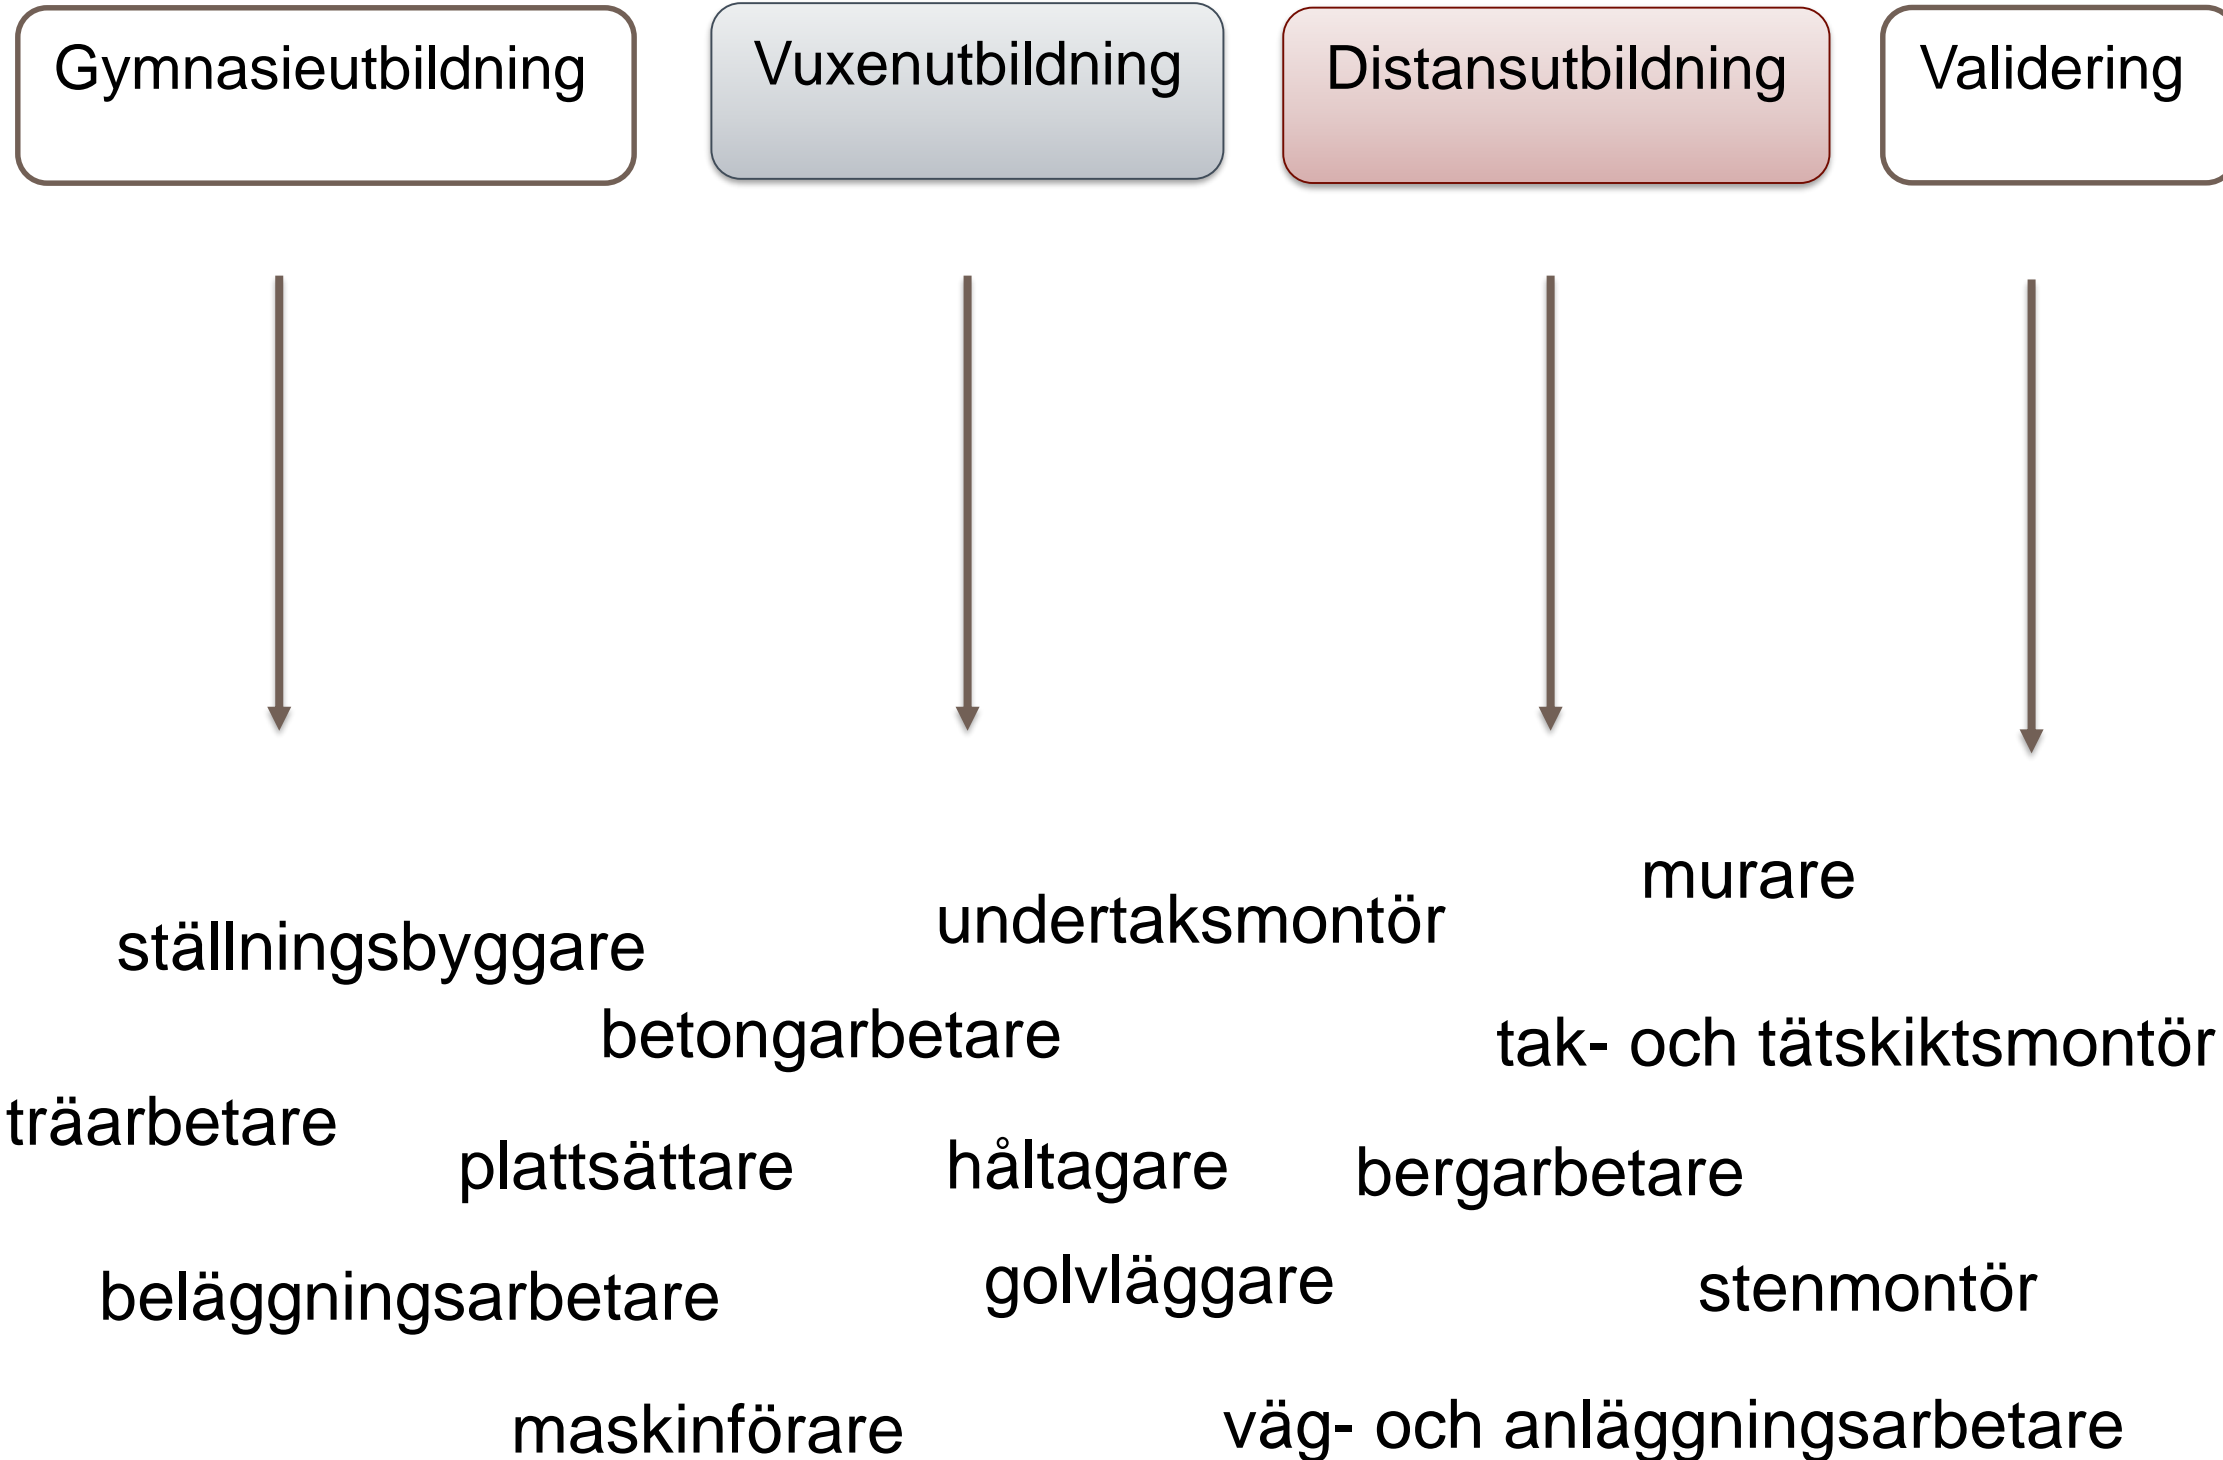 Gymnasieutbildning
Vuxenutbildning
Distansutbildning
Validering
murare
undertaksmontör
ställningsbyggare
betongarbetare
tak- och tätskiktsmontör
träarbetare
plattsättare
håltagare
bergarbetare
beläggningsarbetare
golvläggare
stenmontör
maskinförare
väg- och anläggningsarbetare